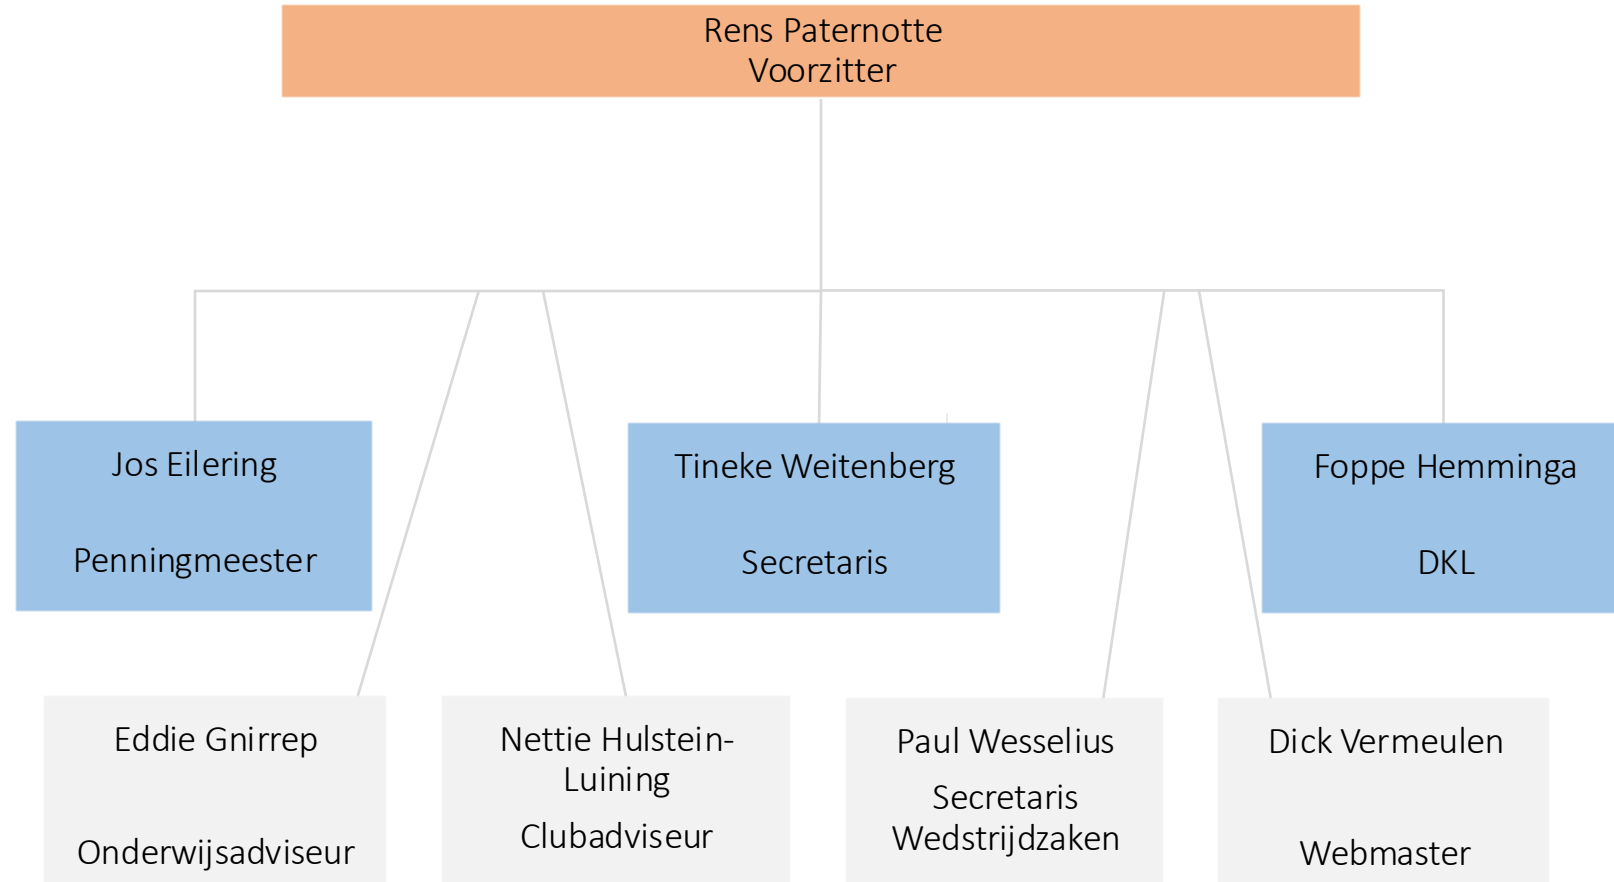 Rens Paternotte
Voorzitter
Jos Eilering
Penningmeester
Tineke Weitenberg
Secretaris
Foppe Hemminga
DKL
Eddie Gnirrep
Onderwijsadviseur
Nettie Hulstein-
Luining
Clubadviseur
Paul Wesselius
Secretaris
Wedstrijdzaken
Dick Vermeulen
Webmaster